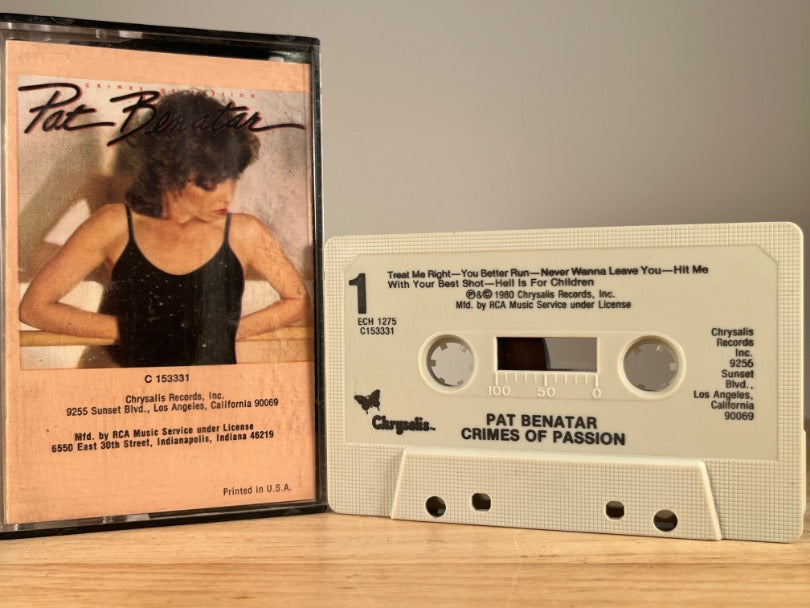 CRIMES OF PASSION
Pat Benatar
C 153331
Chrysalis Records, Inc.
9255 Sunset Blvd., Los Angeles, California 90069
Mfd. by RCA Music Service under License
6550 East 30th Street, Indianapolis, Indiana 46219
Printed in U.S.A.
1
Treat Me Right—You Better Run—Never Wanna Leave You—Hit Me
With Your Best Shot—Hell Is For Children
℗&© 1980 Chrysalis Records, Inc.
Mfd. by RCA Music Service under License
ECH 1275
C153331
Chrysalis
Records
Inc.
9255
Sunset
Blvd.,
Los Angeles,
California
90069
100 50 0
Chrysalis™
PAT BENATAR
CRIMES OF PASSION